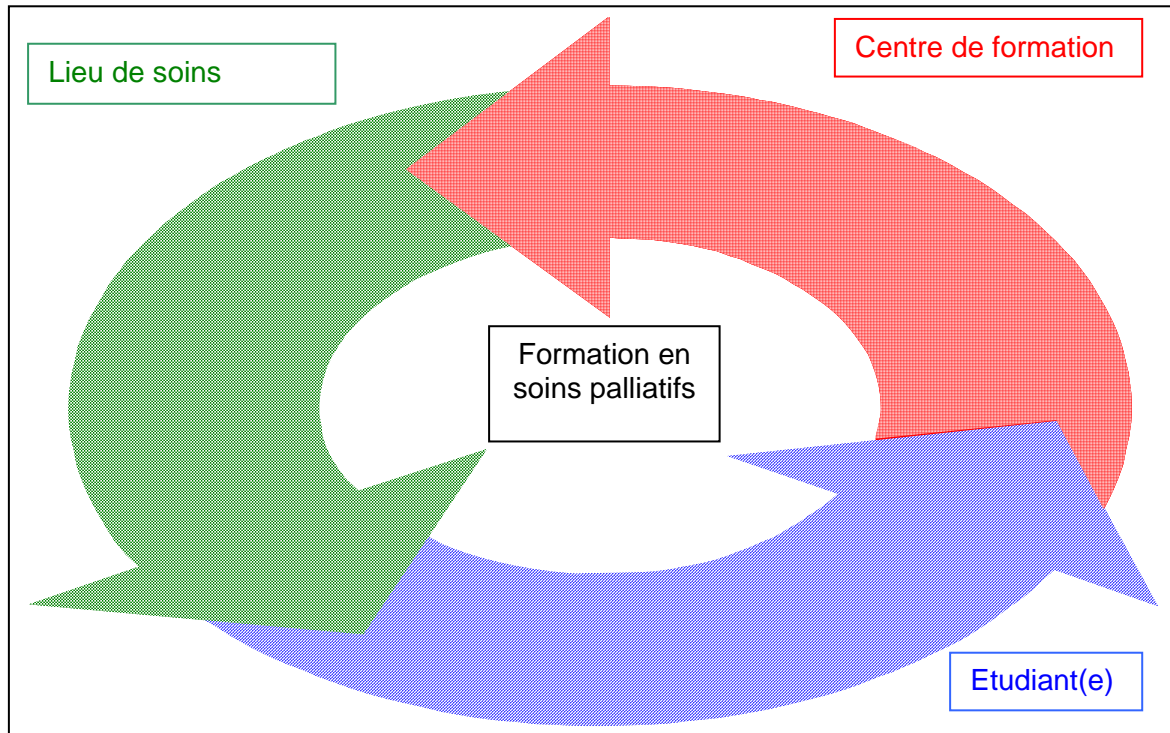 Lieu de soins
Centre de formation
Formation en
soins palliatifs
Etudiant(e)